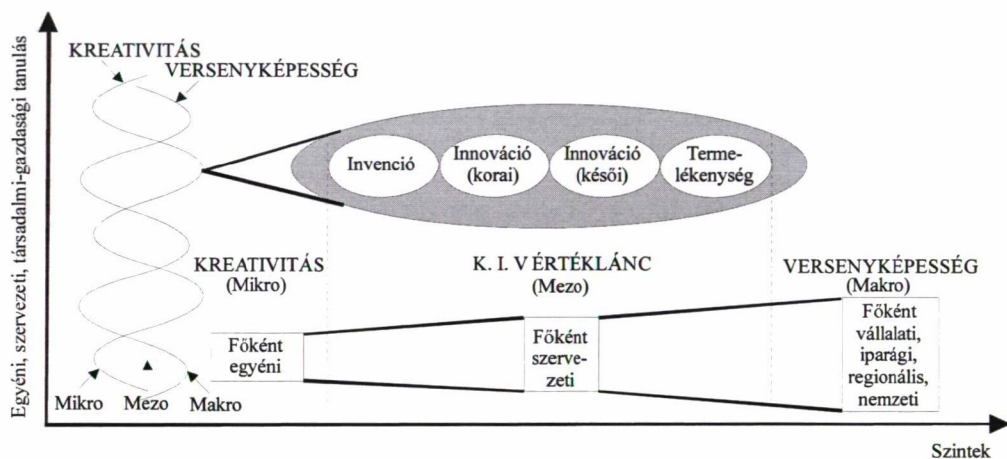 Egyéni, szervezeti, társadalmi-gazdasági tanulás
KREATIVITÁS
VERSENYKÉPESSÉG
Invenció
Innováció
(korai)
Innováció
(késői)
Terme-
lékenység
KREATIVITÁS
(Mikro)
K. I. V ÉRTÉKLÁNC
(Mezo)
VERSENYKÉPESSÉG
(Makro)
Főként
egyéni
Főként
szerve-
zeti
Főként
vállalati,
iparági,
regionális,
nemzeti
Mikro
Mezo
Makro
Szintek